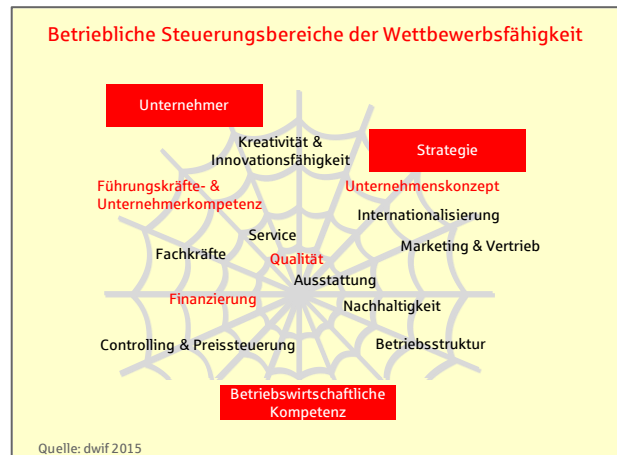 Betriebliche Steuerungsbereiche der Wettbewerbsfähigkeit
Unternehmer
Kreativität &
Innovationsfähigkeit
Strategie
Führungskräfte- &
Unternehmerkompetenz
Unternehmenskonzept
Internationalisierung
Service
Marketing & Vertrieb
Fachkräfte
Qualität
Ausstattung
Finanzierung
Nachhaltigkeit
Controlling & Preissteuerung
Betriebsstruktur
Betriebswirtschaftliche
Kompetenz
Quelle: dwif 2015